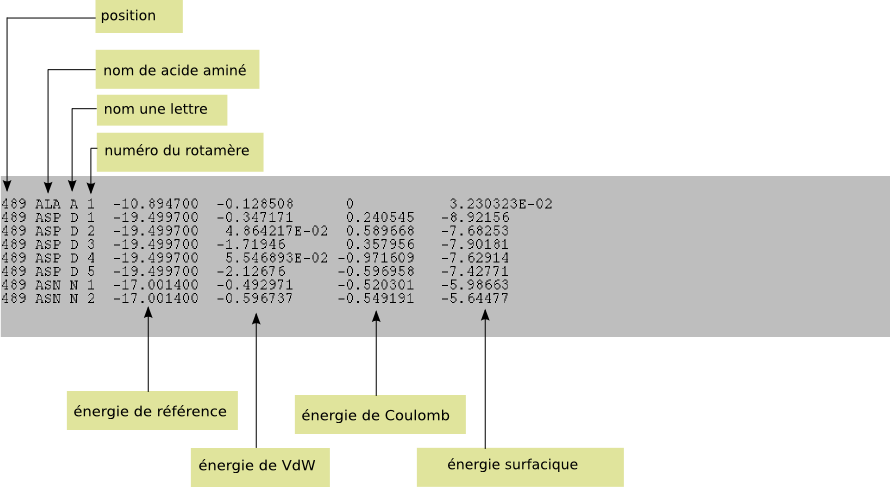 position
nom de acide aminé
nom une lettre
numéro du rotamère
489 ALA A 1 -10.894700 -0.128508 0 3.230323E-02
489 ASP D 1 -19.499700 -0.347171 0.240545 -8.92156
489 ASP D 2 -19.499700 4.864217E-02 0.589668 -7.68253
489 ASP D 3 -19.499700 -1.71946 0.357956 -7.90181
489 ASP D 4 -19.499700 5.546893E-02 -0.971609 -7.62914
489 ASP D 5 -19.499700 -2.12676 -0.596958 -7.42771
489 ASN N 1 -17.001400 -0.492971 -0.520301 -5.98663
489 ASN N 2 -17.001400 -0.596737 -0.549191 -5.64477
énergie de référence
énergie de Coulomb
énergie de VdW
énergie surfacique